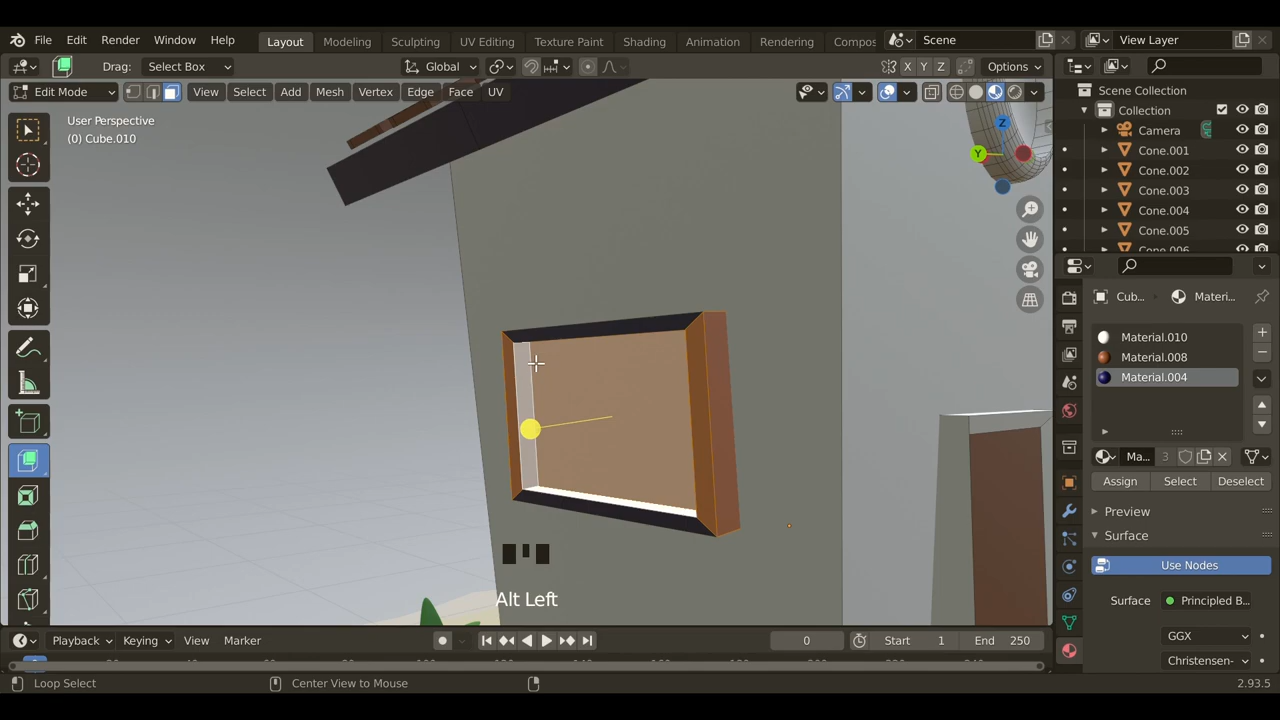 File Edit Render Window Help Layout Modeling Sculpting UV Editing Texture Paint Shading Animation Rendering Compos Scene View Layer
Drag: Select Box Global X Y Z Options
Edit Mode View Select Add Mesh Vertex Edge Face UV
User Perspective
(0) Cube.010
Z
Y
Scene Collection
Collection
Camera
Cone.001
Cone.002
Cone.003
Cone.004
Cone.005
Cone.006
Cub... Materi...
Material.010
Material.008
Material.004
Ma... 3
Assign Select Deselect
Preview
Surface
Use Nodes
Surface Principled B...
GGX
Christensen-
Alt Left
Playback Keying View Marker 0 Start 1 End 250
Loop Select Center View to Mouse 2.93.5